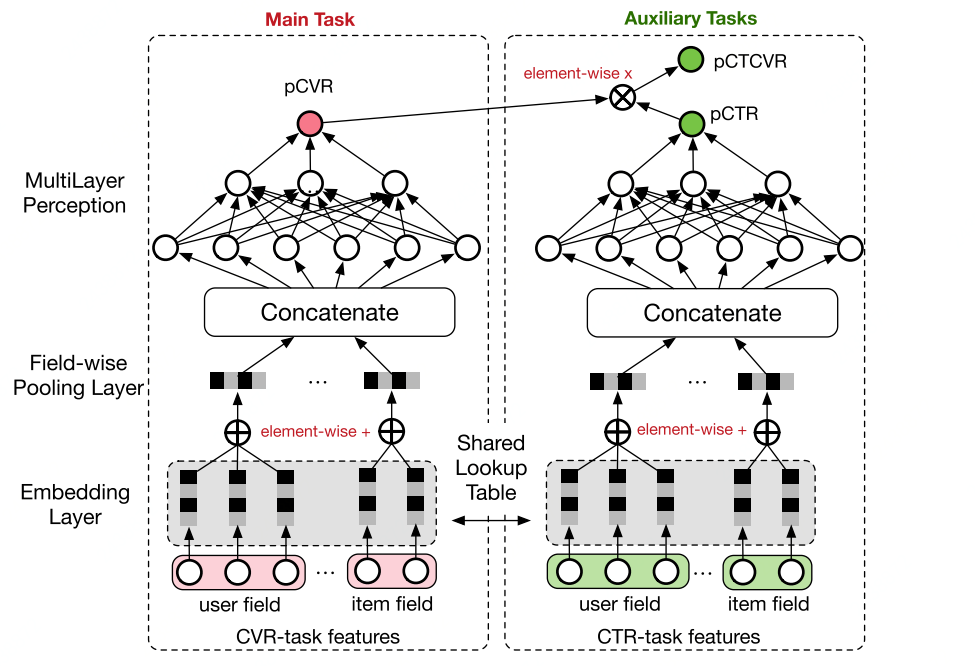 Main Task
Auxiliary Tasks
element-wise x
pCTCVR
pCVR
pCTR
MultiLayer
Perception
Concatenate
Concatenate
Field-wise
Pooling Layer
...
...
element-wise +
element-wise +
Shared
Lookup
Table
Embedding
Layer
...
...
user field
item field
user field
item field
CVR-task features
CTR-task features